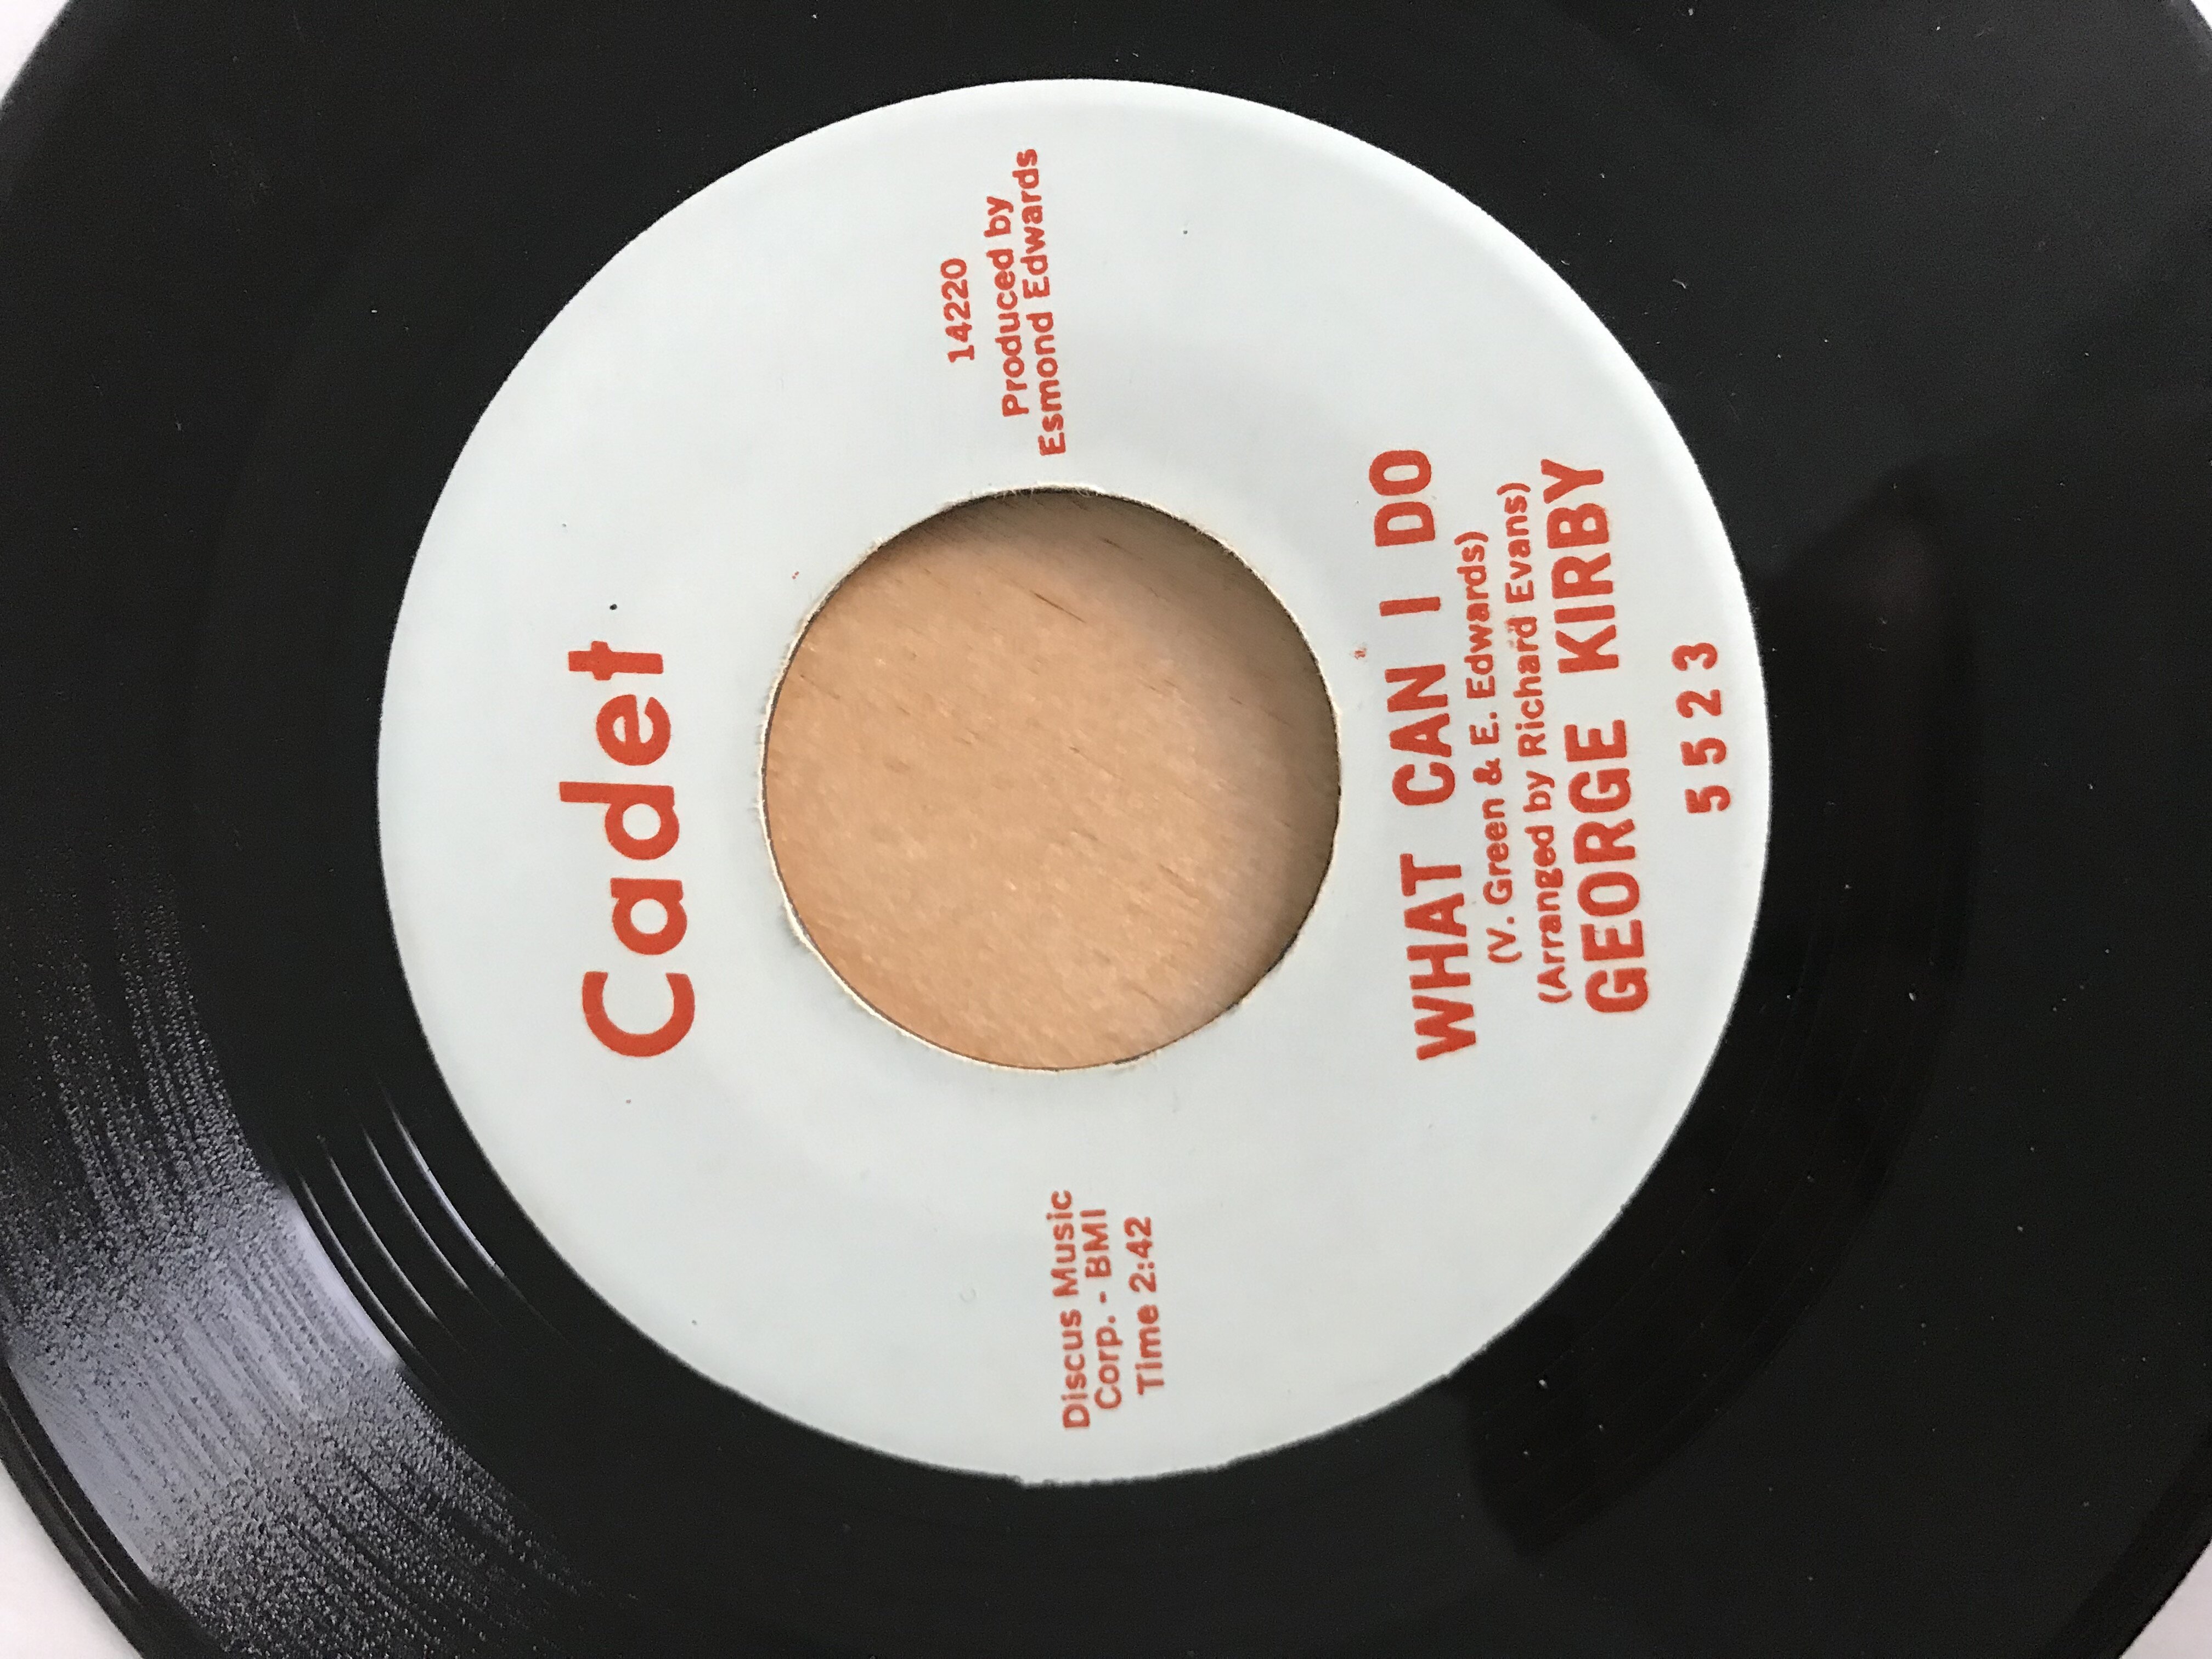 Cadet
Discus Music
Corp. - BMI
Time 2:42
14220
Produced by
Esmond Edwards
WHAT CAN I DO
(V. Green & E. Edwards)
(Arranged by Richard Evans)
GEORGE KIRBY
5523